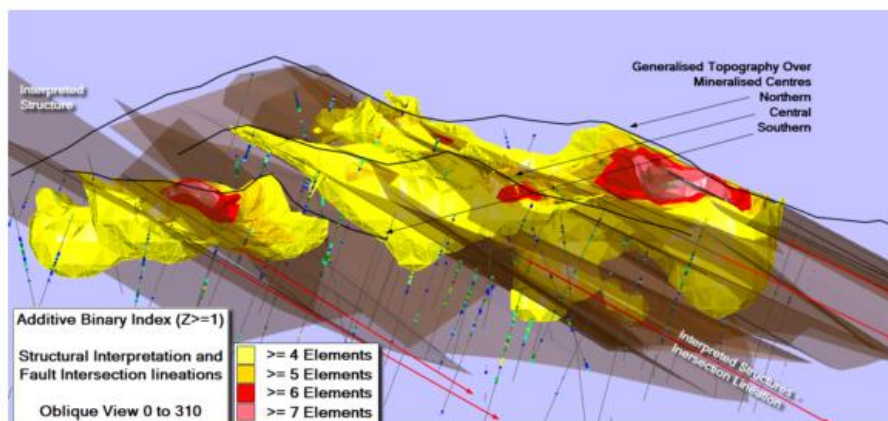 Generalised Topography Over
Mineralised Centres
Northern
Central
Southern
Interpreted
Structure
Additive Binary Index (Z>=1)
Structural Interpretation and
Fault Intersection lineations
Oblique View 0 to 310
>= 4 Elements
>= 5 Elements
>= 6 Elements
>= 7 Elements
Interpreted Structures -
Inersection Lineation